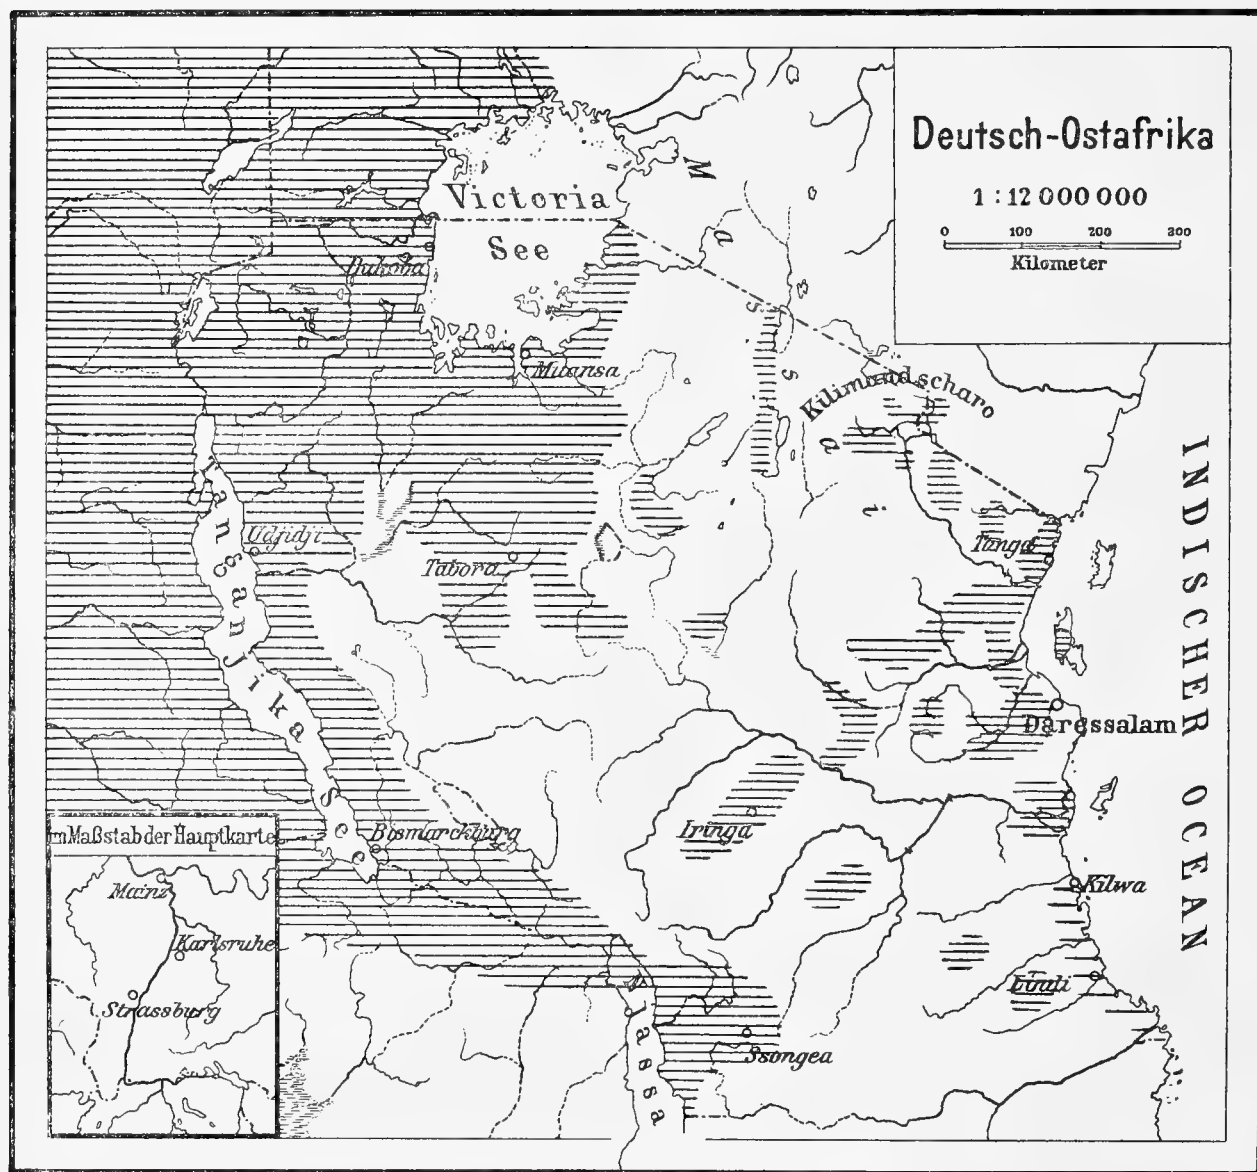 Deutsch-Ostafrika
1 : 12 000 000
0 100 200 300
Kilometer
Victoria
See
Bukoba
Muansa
Massai
Kilimandscharo
Tanganjika See
Udjidji
Tabora
Tanga
INDISCHER OCEAN
Daressalam
Iringa
Bismarckburg
Kilwa
Lindi
Ssongea
Njassa
im Maßstab der Hauptkarte
Mainz
Karlsruhe
Strassburg